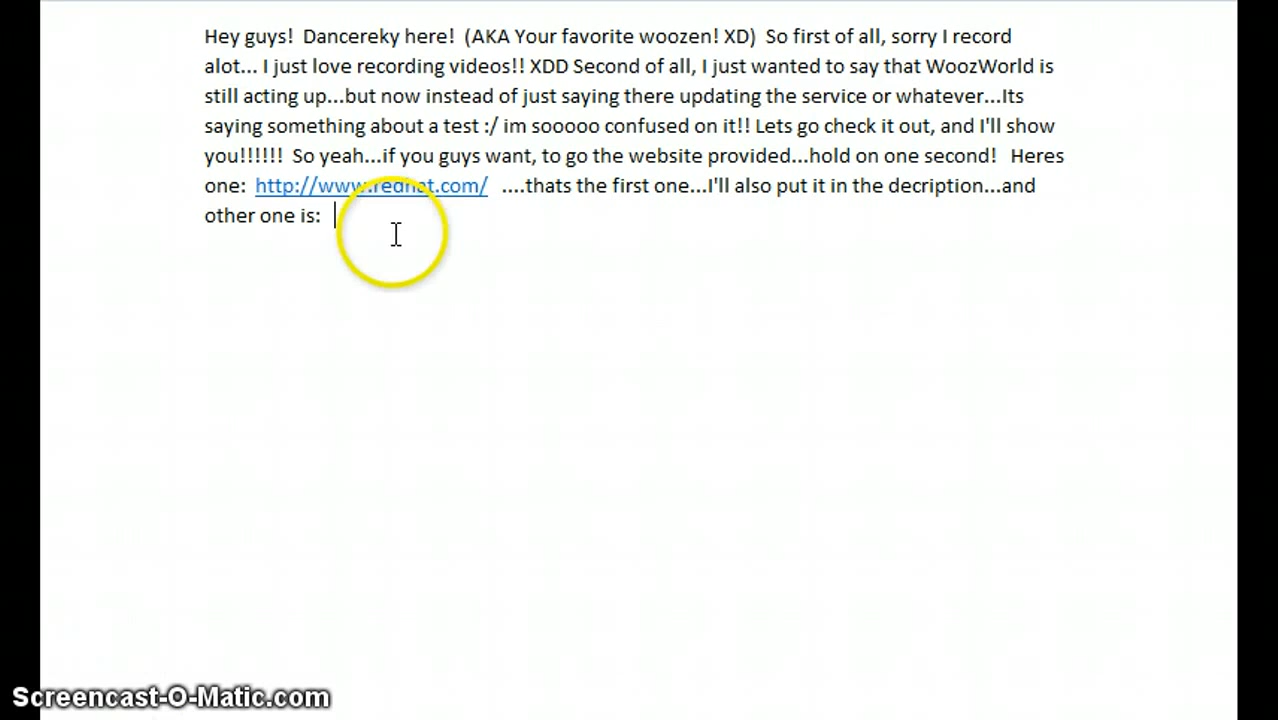 Hey guys!  Dancereky here!  (AKA Your favorite woozen! XD)  So first of all, sorry I record
alot... I just love recording videos!! XDD Second of all, I just wanted to say that WoozWorld is
still acting up...but now instead of just saying there updating the service or whatever...Its
saying something about a test :/ im sooooo confused on it!! Lets go check it out, and I'll show
you!!!!!!  So yeah...if you guys want, to go the website provided...hold on one second!   Heres
one:  http://www.redhat.com/   ....thats the first one...I'll also put it in the decription...and
other one is:
Screencast-O-Matic.com